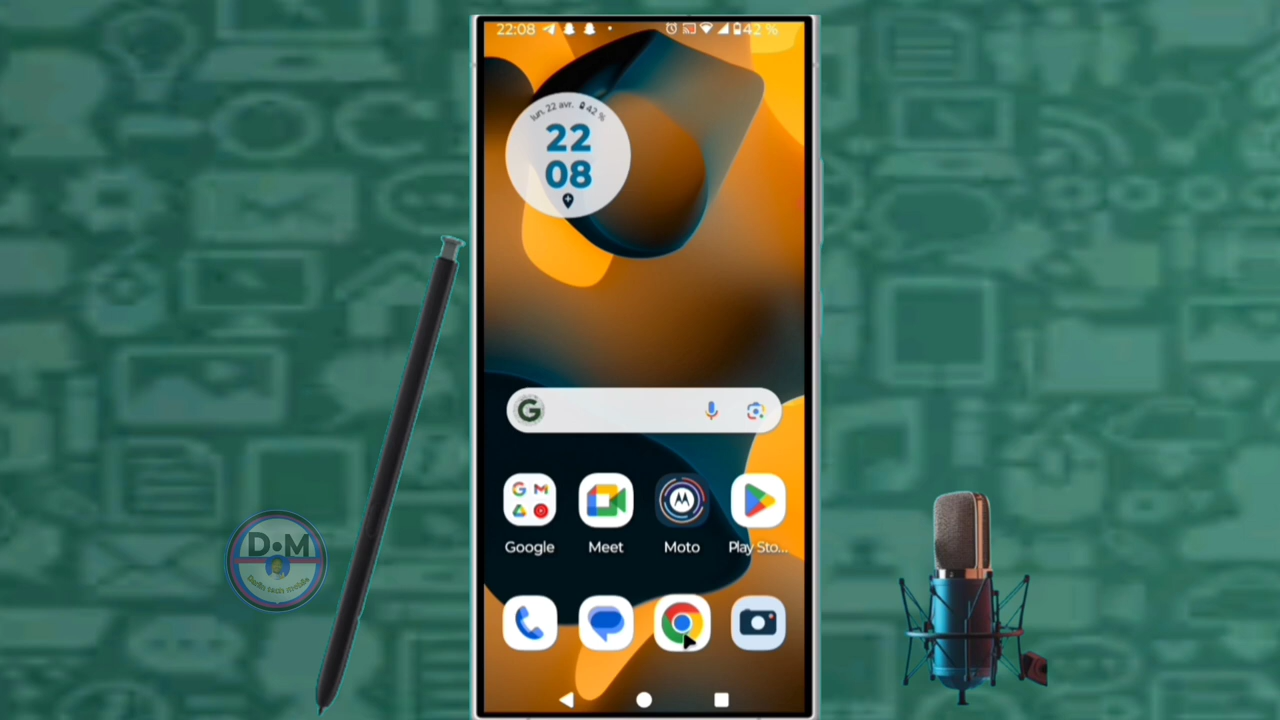 22:08
42 %
lun. 22 avr. 42 %
22
08
Google
Meet
Moto
Play Sto...
D•M